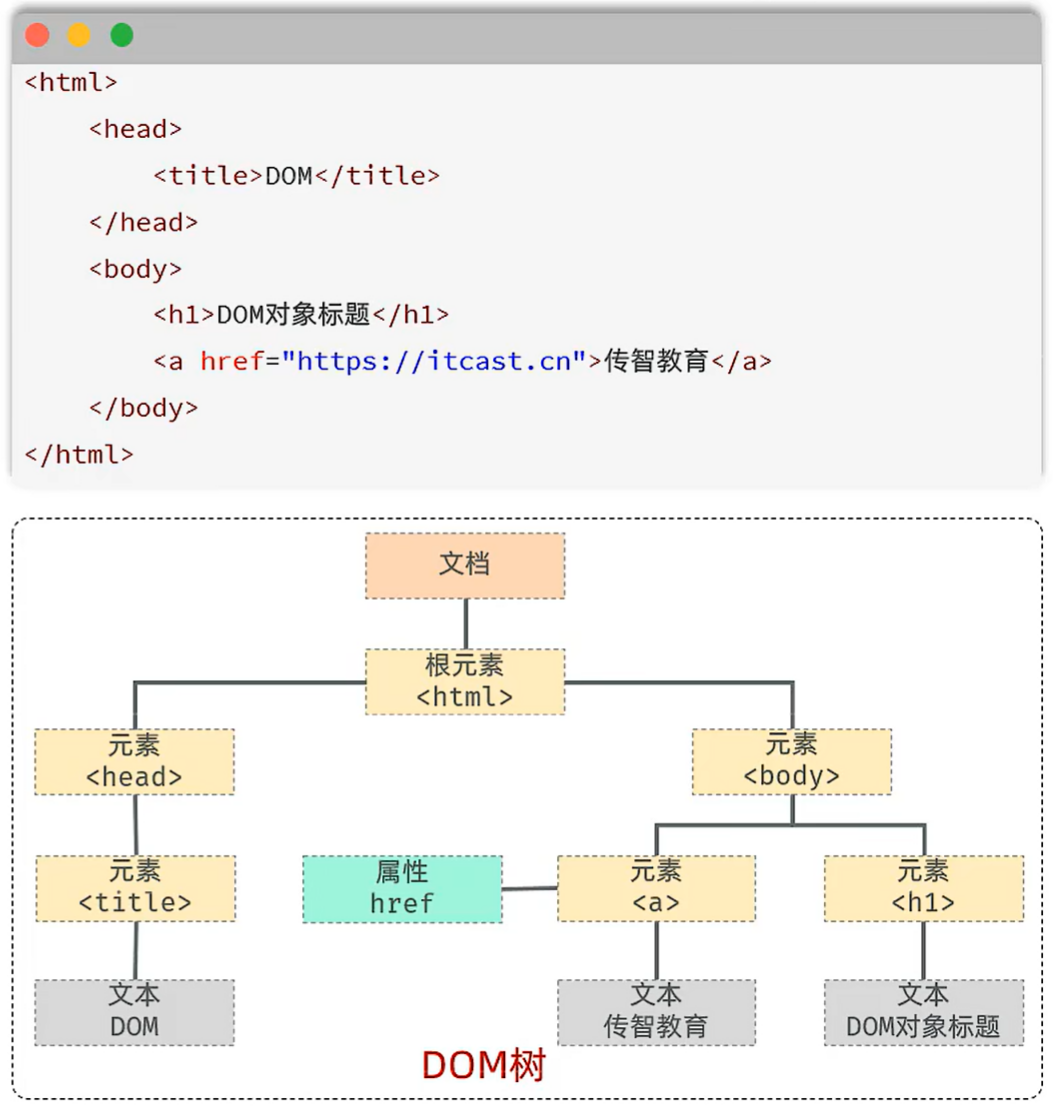 <html>
<head>
<title>DOM</title>
</head>
<body>
<h1>DOM对象标题</h1>
<a href="https://itcast.cn">传智教育</a>
</body>
</html>
文档
根元素
<html>
元素
<head>
元素
<body>
元素
<title>
属性
href
元素
<a>
元素
<h1>
文本
DOM
文本
传智教育
文本
DOM对象标题
DOM树